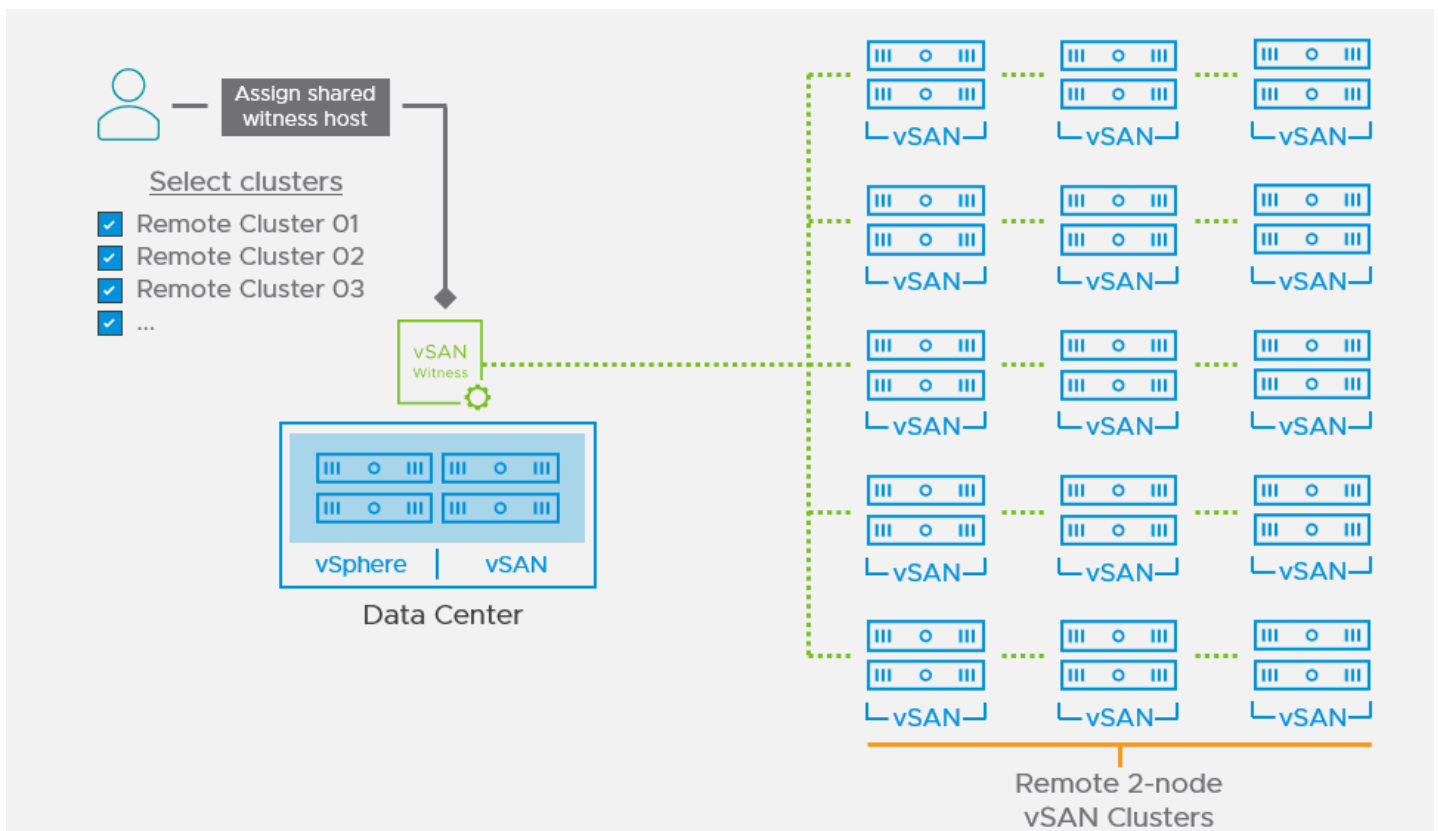 Assign shared
witness host
Select clusters
Remote Cluster 01
Remote Cluster 02
Remote Cluster 03
...
vSAN
Witness
vSphere | vSAN
Data Center
vSAN vSAN vSAN
vSAN vSAN vSAN
vSAN vSAN vSAN
vSAN vSAN vSAN
vSAN vSAN vSAN
Remote 2-node
vSAN Clusters